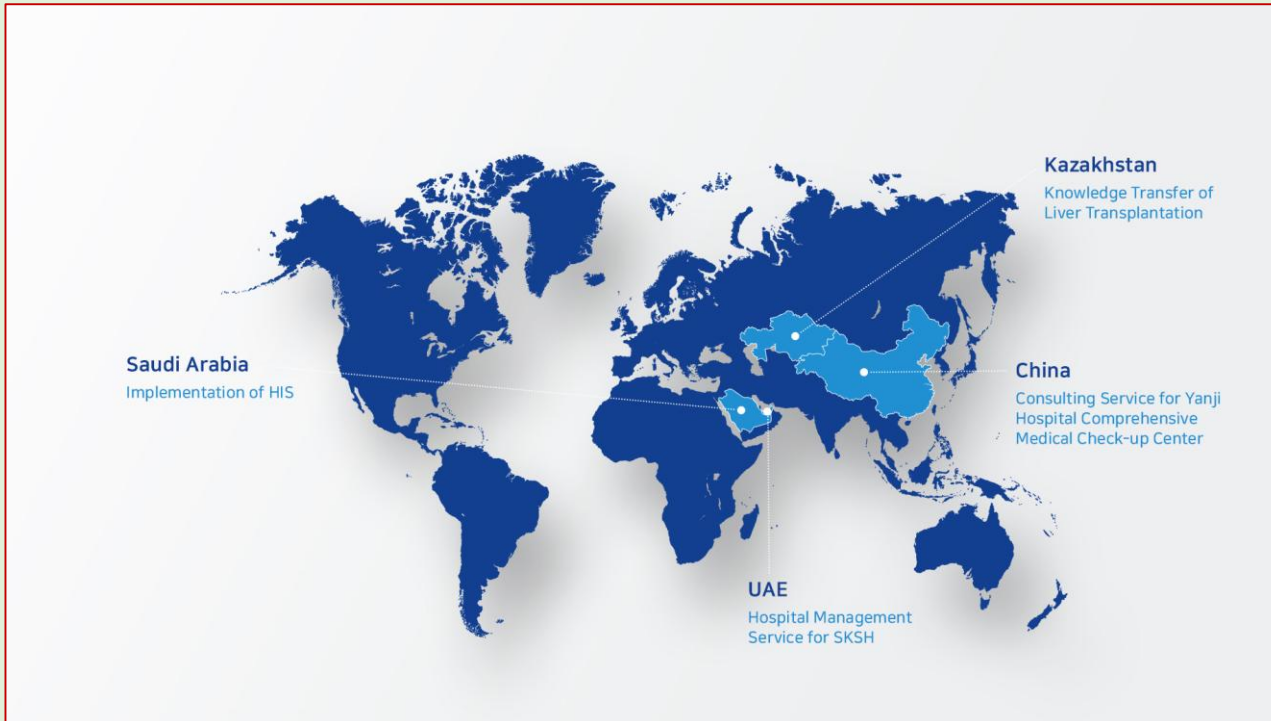 Kazakhstan
Knowledge Transfer of
Liver Transplantation
Saudi Arabia
Implementation of HIS
China
Consulting Service for Yanji
Hospital Comprehensive
Medical Check-up Center
UAE
Hospital Management
Service for SKSH